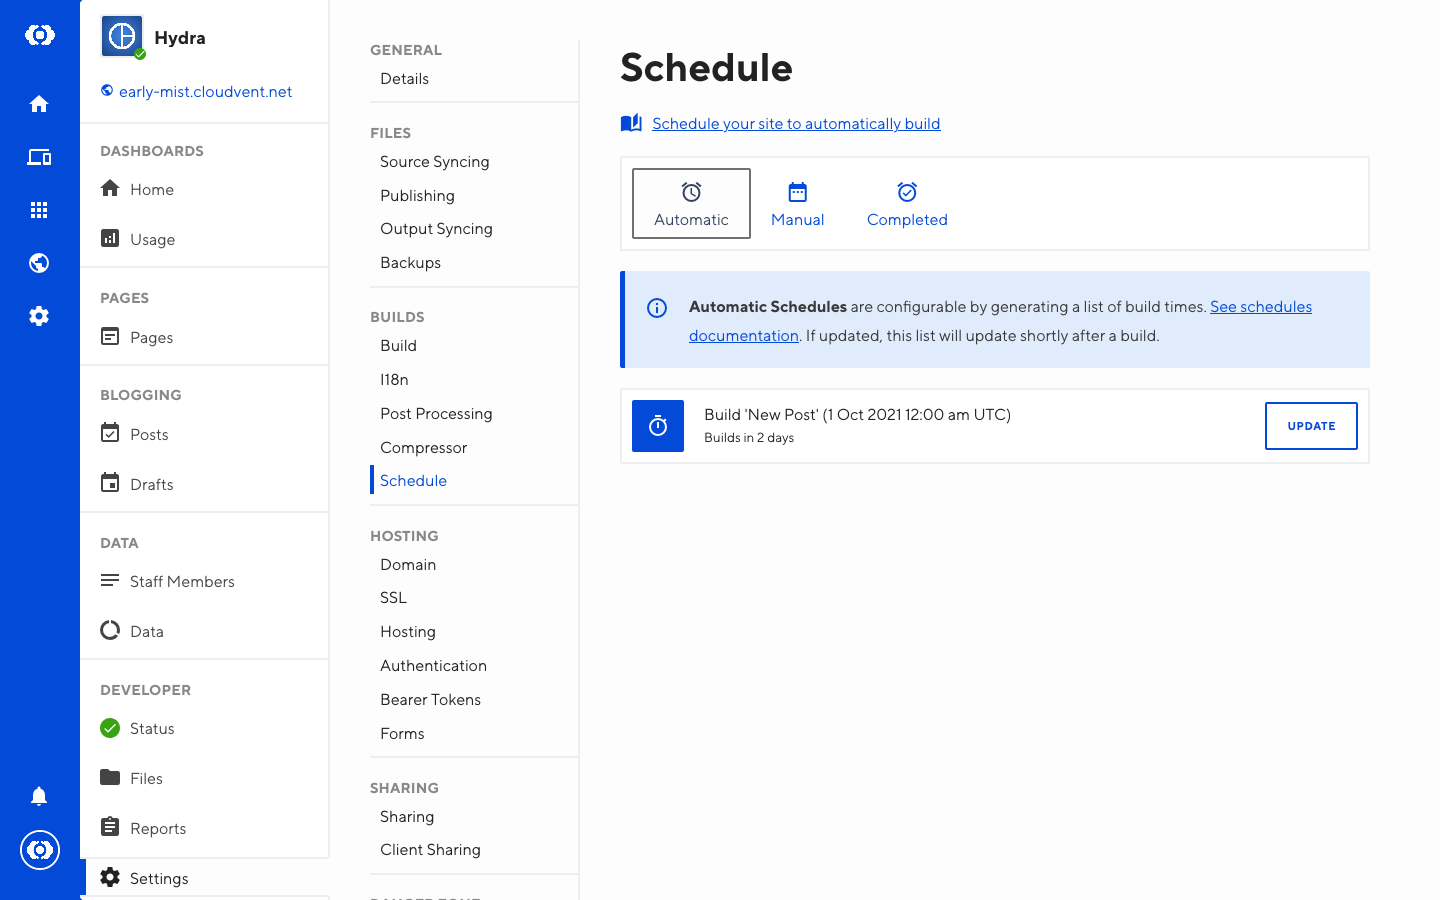 Hydra
early-mist.cloudvent.net
DASHBOARDS
Home
Usage
PAGES
Pages
BLOGGING
Posts
Drafts
DATA
Staff Members
Data
DEVELOPER
Status
Files
Reports
Settings
GENERAL
Details
FILES
Source Syncing
Publishing
Output Syncing
Backups
BUILDS
Build
I18n
Post Processing
Compressor
Schedule
HOSTING
Domain
SSL
Hosting
Authentication
Bearer Tokens
Forms
SHARING
Sharing
Client Sharing
Schedule
Schedule your site to automatically build
Automatic
Manual
Completed
Automatic Schedules are configurable by generating a list of build times. See schedules
documentation. If updated, this list will update shortly after a build.
Build 'New Post' (1 Oct 2021 12:00 am UTC)
Builds in 2 days
UPDATE